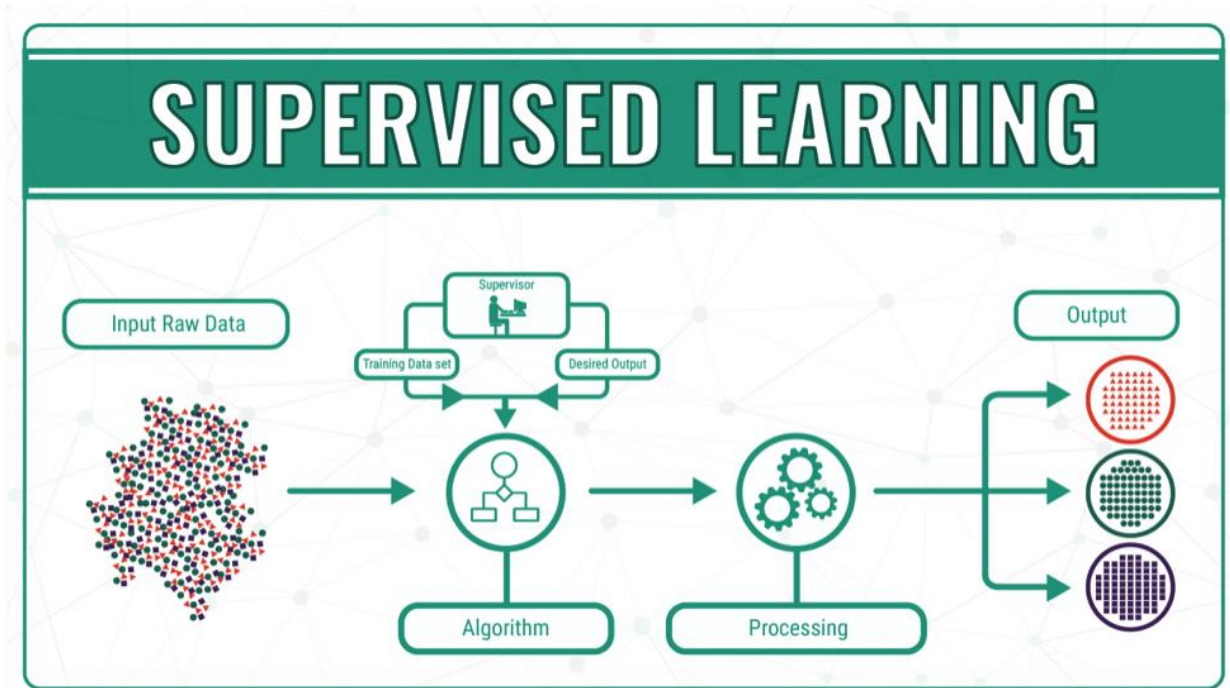 SUPERVISED LEARNING
Input Raw Data
Supervisor
Training Data set
Desired Output
Algorithm
Processing
Output